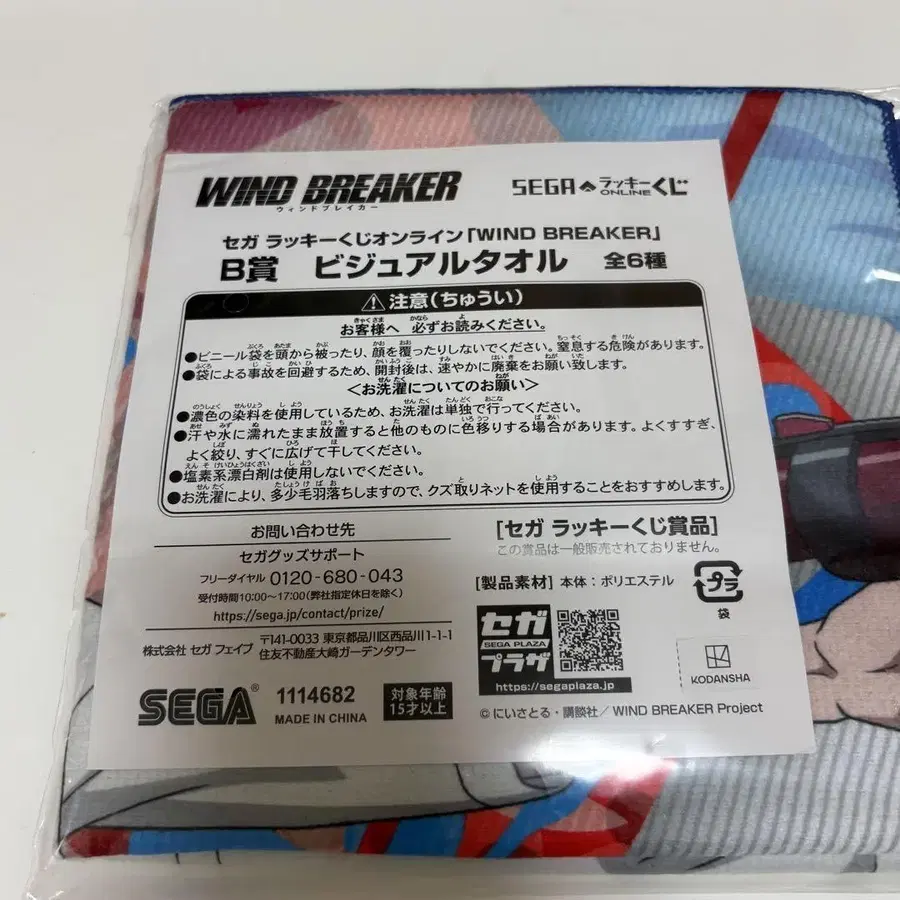 WIND BREAKER
ウィンドブレイカー
SEGA ラッキーくじ
ONLINE
セガ ラッキーくじオンライン「WIND BREAKER」
B賞 ビジュアルタオル 全6種
注意(ちゅうい)
お客様へ 必ずお読みください。
●ビニール袋を頭から被ったり、顔を覆ったりしないでください。窒息する危険があります。
●袋による事故を回避するため、開封後は、速やかに廃棄をお願い致します。
<お洗濯についてのお願い>
●濃色の染料を使用しているため、お洗濯は単独で行ってください。
●汗や水に濡れたまま放置すると他のものに色移りする場合があります。よくすすぎ、
よく絞り、すぐに広げて干してください。
●塩素系漂白剤は使用しないでください。
●お洗濯により、多少毛羽落ちしますので、クズ取りネットを使用することをおすすめします。
お問い合わせ先
セガグッズサポート
フリーダイヤル 0120-680-043
受付時間10:00~17:00(弊社指定休日を除く)
https://sega.jp/contact/prize/
株式会社 セガ フェイブ 〒141-0033 東京都品川区西品川1-1-1
住友不動産大崎ガーデンタワー
SEGA®
1114682
MADE IN CHINA
対象年齢
15才以上
[セガ ラッキーくじ賞品]
この賞品は一般販売されておりません。
[製品素材] 本体:ポリエステル
プラ
袋
セガ
SEGA PLAZA
プラザ
https://segaplaza.jp/
KODANSHA
©にいさとる・講談社/WIND BREAKER Project